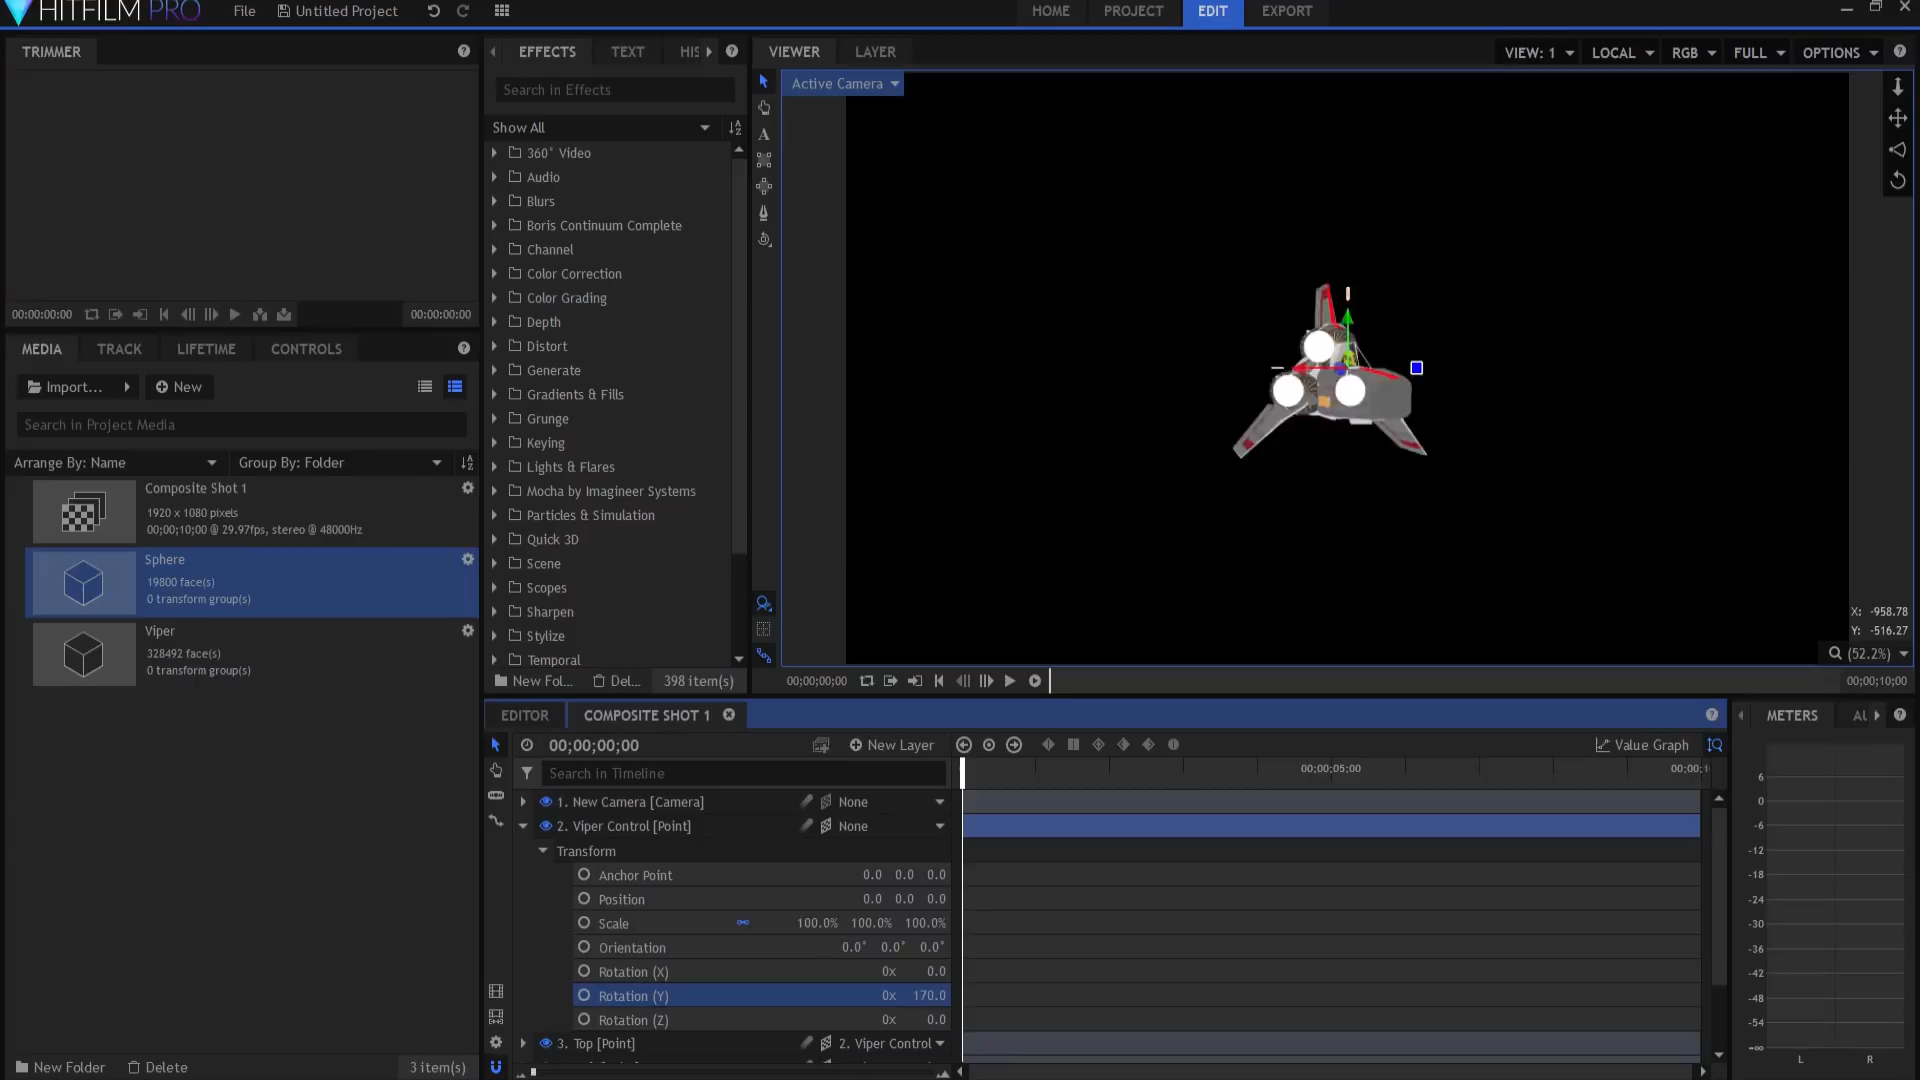 HITFILM PRO
File
Untitled Project
HOME
PROJECT
EDIT
EXPORT
TRIMMER
00:00:00:00
00:00:00:00
MEDIA
TRACK
LIFETIME
CONTROLS
Import...
New
Search in Project Media
Arrange By: Name
Group By: Folder
Composite Shot 1
1920 x 1080 pixels
00;00;10;00 @ 29.97fps, stereo @ 48000Hz
Sphere
19800 face(s)
0 transform group(s)
Viper
328492 face(s)
0 transform group(s)
New Folder
Delete
3 item(s)
EFFECTS
TEXT
HIS
Search in Effects
Show All
360° Video
Audio
Blurs
Boris Continuum Complete
Channel
Color Correction
Color Grading
Depth
Distort
Generate
Gradients & Fills
Grunge
Keying
Lights & Flares
Mocha by Imagineer Systems
Particles & Simulation
Quick 3D
Scene
Scopes
Sharpen
Stylize
Temporal
New Fol...
Del...
398 item(s)
VIEWER
LAYER
VIEW: 1
LOCAL
RGB
FULL
OPTIONS
Active Camera
X: -958.78
Y: -516.27
(52.2%)
00;00;00;00
00;00;10;00
EDITOR
COMPOSITE SHOT 1
00;00;00;00
New Layer
Value Graph
Search in Timeline
00;00;05;00
00;00;1
1. New Camera [Camera]
None
2. Viper Control [Point]
None
Transform
Anchor Point 0.0 0.0 0.0
Position 0.0 0.0 0.0
Scale 100.0% 100.0% 100.0%
Orientation 0.0° 0.0° 0.0°
Rotation (X) 0x 0.0
Rotation (Y) 0x 170.0
Rotation (Z) 0x 0.0
3. Top [Point]
2. Viper Control
METERS
AU
6
0
-6
-12
-18
-24
-30
-36
-42
-48
-54
-∞
L
R